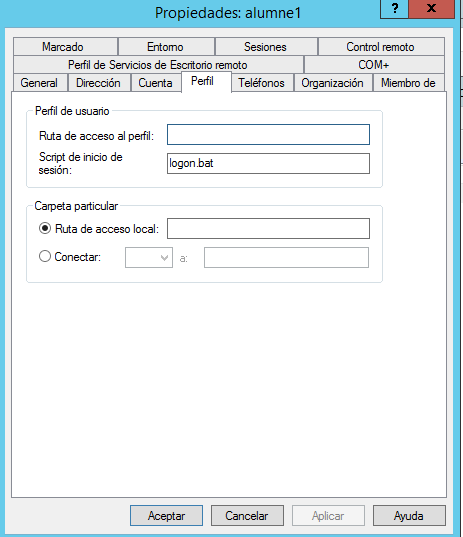 Propiedades: alumne1
?
x
Marcado
Entorno
Sesiones
Control remoto
Perfil de Servicios de Escritorio remoto
COM+
General
Dirección
Cuenta
Perfil
Teléfonos
Organización
Miembro de
Perfil de usuario
Ruta de acceso al perfil:
Script de inicio de
sesión:
logon.bat
Carpeta particular
Ruta de acceso local:
Conectar:
a:
Aceptar
Cancelar
Aplicar
Ayuda